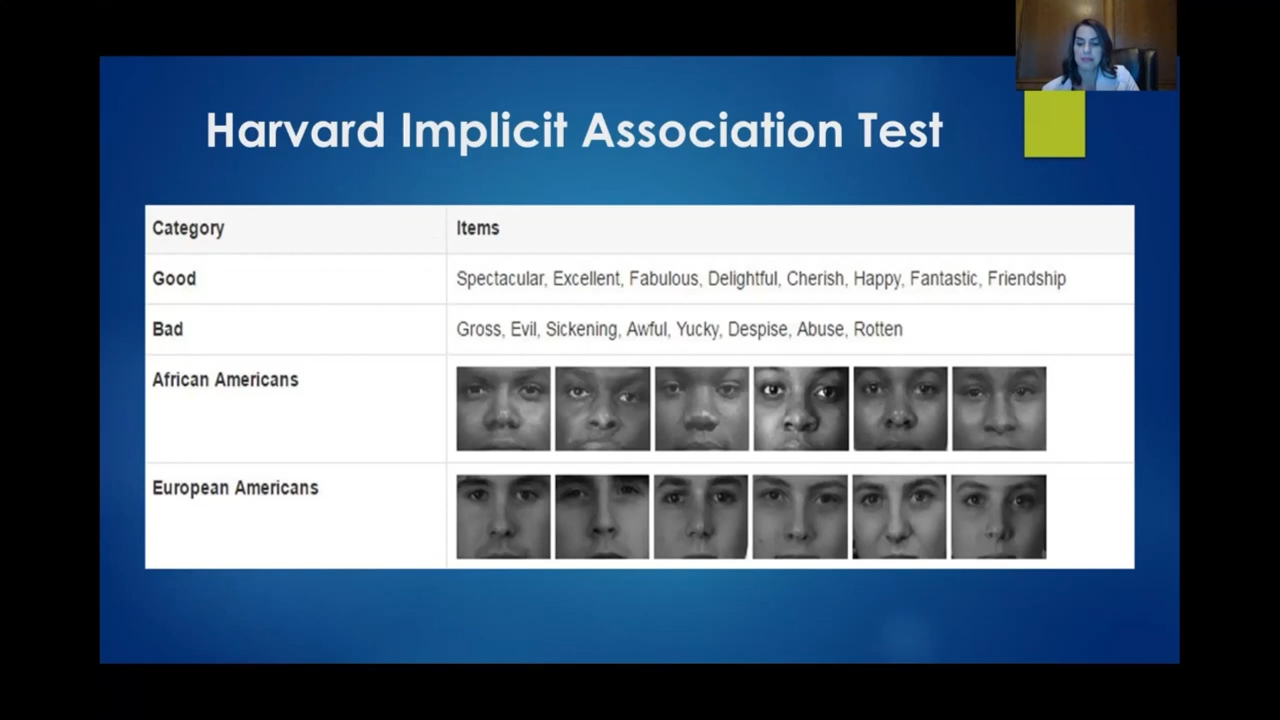 Harvard Implicit Association Test
Category Items
Good Spectacular, Excellent, Fabulous, Delightful, Cherish, Happy, Fantastic, Friendship
Bad Gross, Evil, Sickening, Awful, Yucky, Despise, Abuse, Rotten
African Americans
European Americans